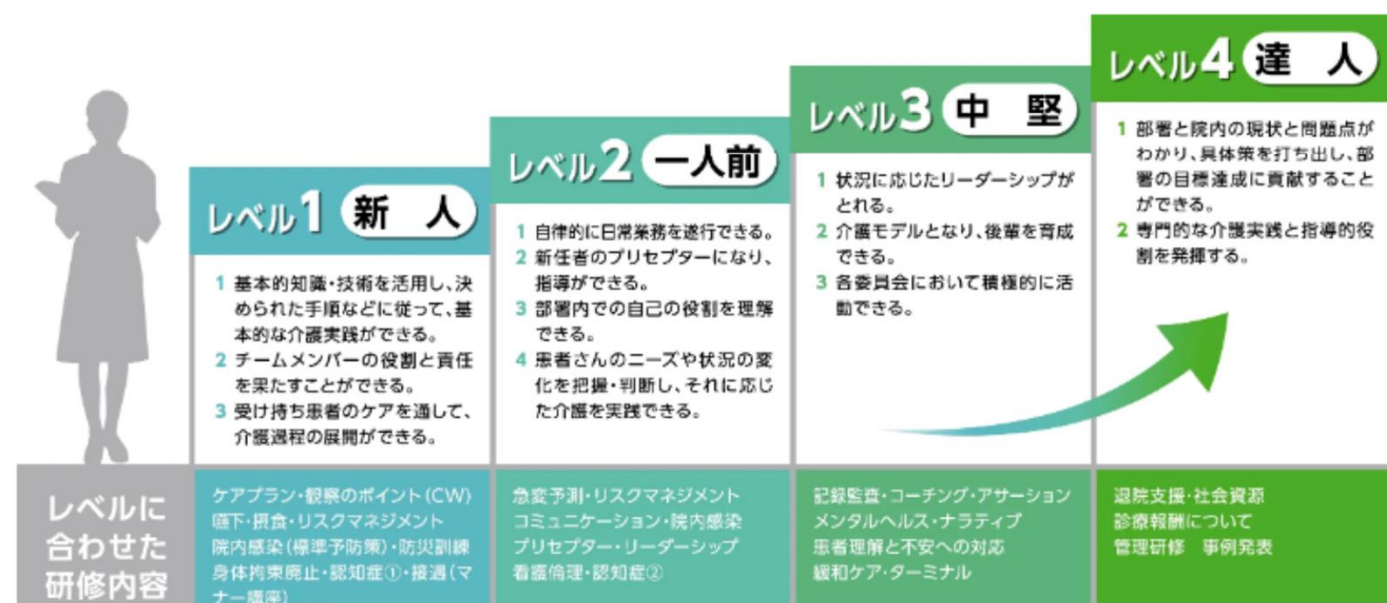 レベル1 新 人
1 基本的知識・技術を活用し、決
められた手順などに従って、基
本的な介護実践ができる。
2 チームメンバーの役割と責任
を果たすことができる。
3 受け持ち患者のケアを通して、
介護過程の展開ができる。
レベル2 一人前
1 自律的に日常業務を遂行できる。
2 新任者のプリセプターになり、
指導ができる。
3 部署内での自己の役割を理解
できる。
4 患者さんのニーズや状況の変
化を把握・判断し、それに応じ
た介護を実践できる。
レベル3 中 堅
1 状況に応じたリーダーシップが
とれる。
2 介護モデルとなり、後輩を育成
できる。
3 各委員会において積極的に活
動できる。
レベル4 達 人
1 部署と院内の現状と問題点が
わかり、具体策を打ち出し、部
署の目標達成に貢献すること
ができる。
2 専門的な介護実践と指導的役
割を発揮する。
レベルに
合わせた
研修内容
ケアプラン・観察のポイント(CW)
嚥下・摂食・リスクマネジメント
院内感染(標準予防策)・防災訓練
身体拘束廃止・認知症①・接遇(マ
ナー講座)
急変予測・リスクマネジメント
コミュニケーション・院内感染
プリセプター・リーダーシップ
看護倫理・認知症②
記録監査・コーチング・アサーション
メンタルヘルス・ナラティブ
患者理解と不安への対応
緩和ケア・ターミナル
退院支援・社会資源
診療報酬について
管理研修 事例発表